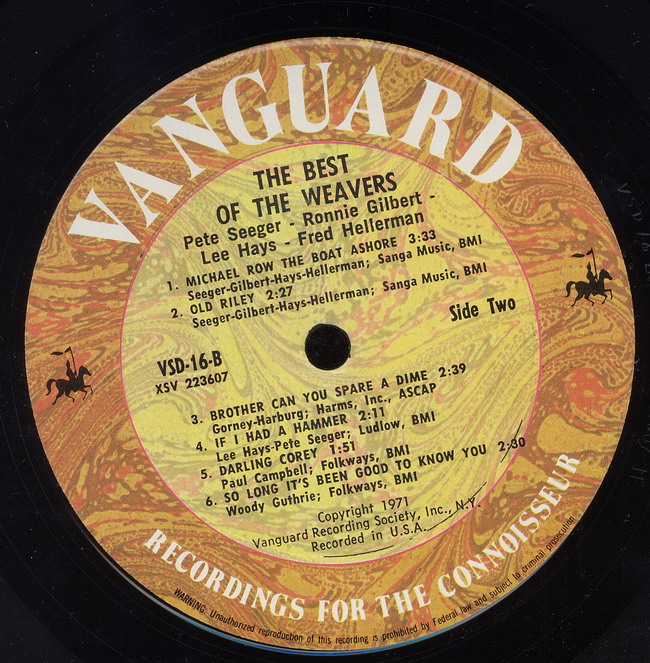 VANGUARD
THE BEST
OF THE WEAVERS
Pete Seeger - Ronnie Gilbert -
Lee Hays - Fred Hellerman
1. MICHAEL ROW THE BOAT ASHORE 3:33
Seeger-Gilbert-Hays-Hellerman; Sanga Music, BMI
2. OLD RILEY 2:27
Seeger-Gilbert-Hays-Hellerman; Sanga Music, BMI
Side Two
VSD-16-B
XSV 223607
3. BROTHER CAN YOU SPARE A DIME 2:39
Gorney-Harburg; Harms, Inc., ASCAP
4. IF I HAD A HAMMER 2:11
Lee Hays-Pete Seeger; Ludlow, BMI
5. DARLING COREY 1:51
Paul Campbell; Folkways, BMI
6. SO LONG IT'S BEEN GOOD TO KNOW YOU 2:30
Woody Guthrie; Folkways, BMI
Copyright 1971
Vanguard Recording Society, Inc., N.Y.
Recorded in U.S.A.
RECORDINGS FOR THE CONNOISSEUR
WARNING: Unauthorized reproduction of this recording is prohibited by Federal law and subject to criminal prosecution